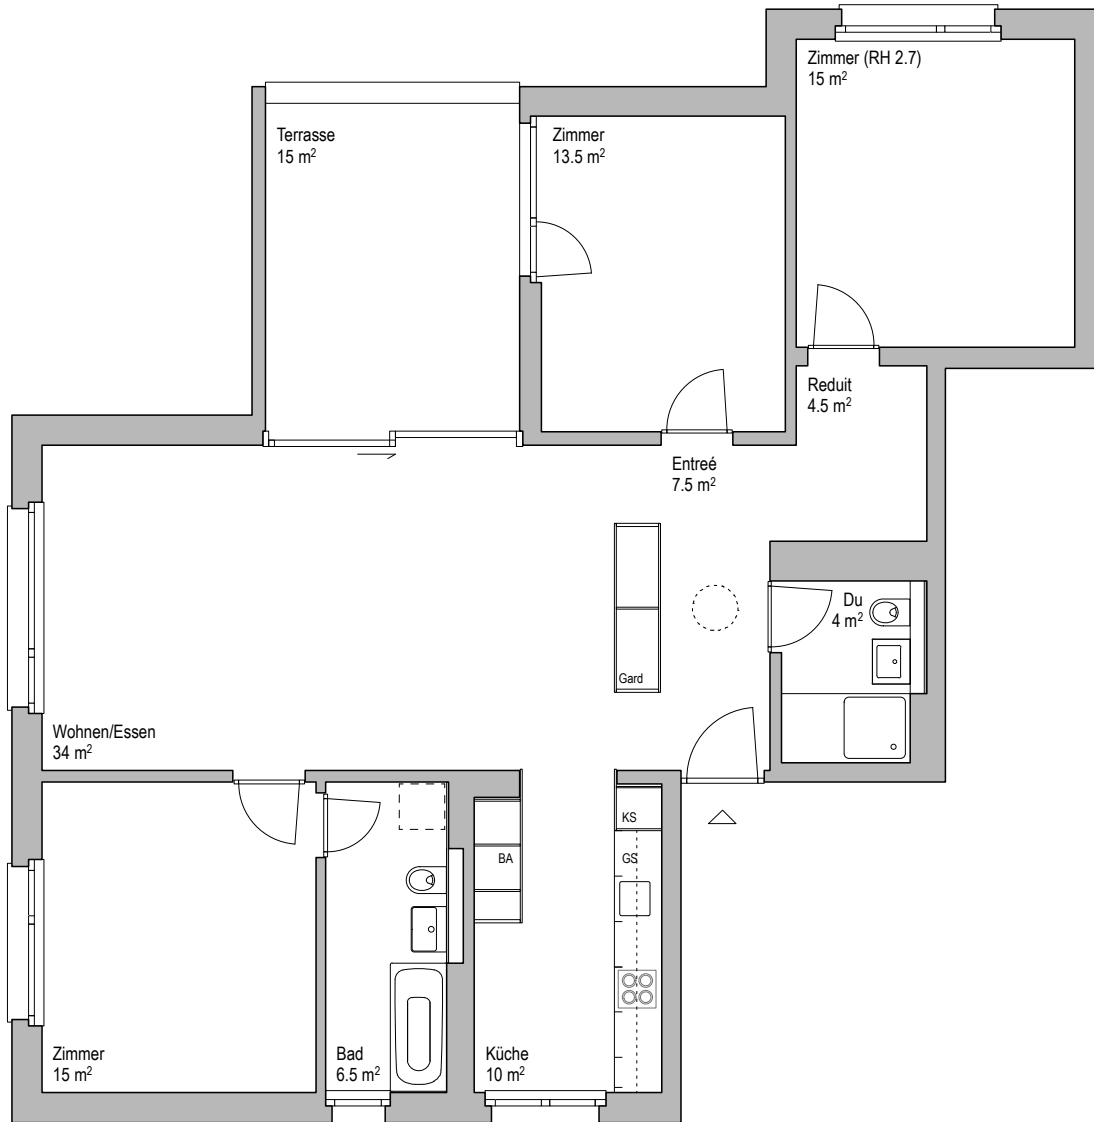 Zimmer (RH 2.7)
15 m²
Terrasse
15 m²
Zimmer
13.5 m²
Reduit
4.5 m²
Entreé
7.5 m²
Du
4 m²
Gard
Wohnen/Essen
34 m²
KS
BA
GS
Zimmer
15 m²
Bad
6.5 m²
Küche
10 m²